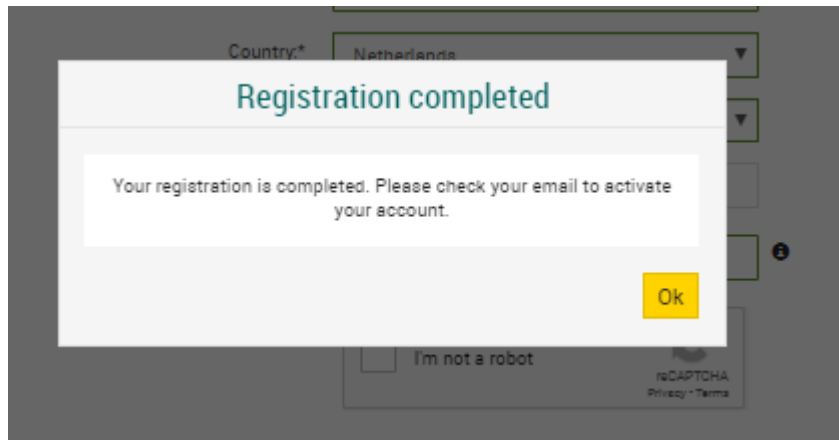 Country:*
Netherlands
Registration completed
Your registration is completed. Please check your email to activate
your account.
Ok
I'm not a robot
reCAPTCHA
Privacy - Terms